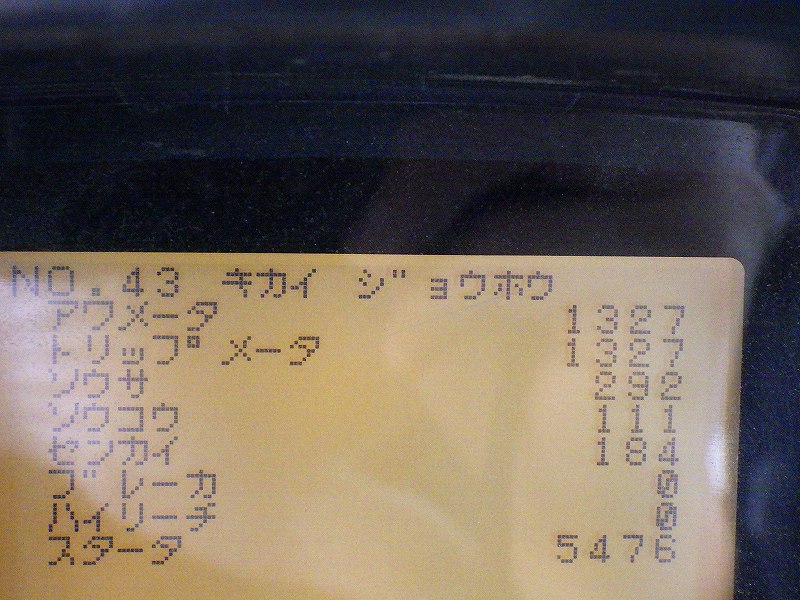 NO.43 キカイ ジョウホウ
アワメータ 1327
トリップメータ 1327
ソウサ 292
ソウコウ 111
センカイ 184
ブレーカ 0
ハイリーチ 0
スタータ 5476